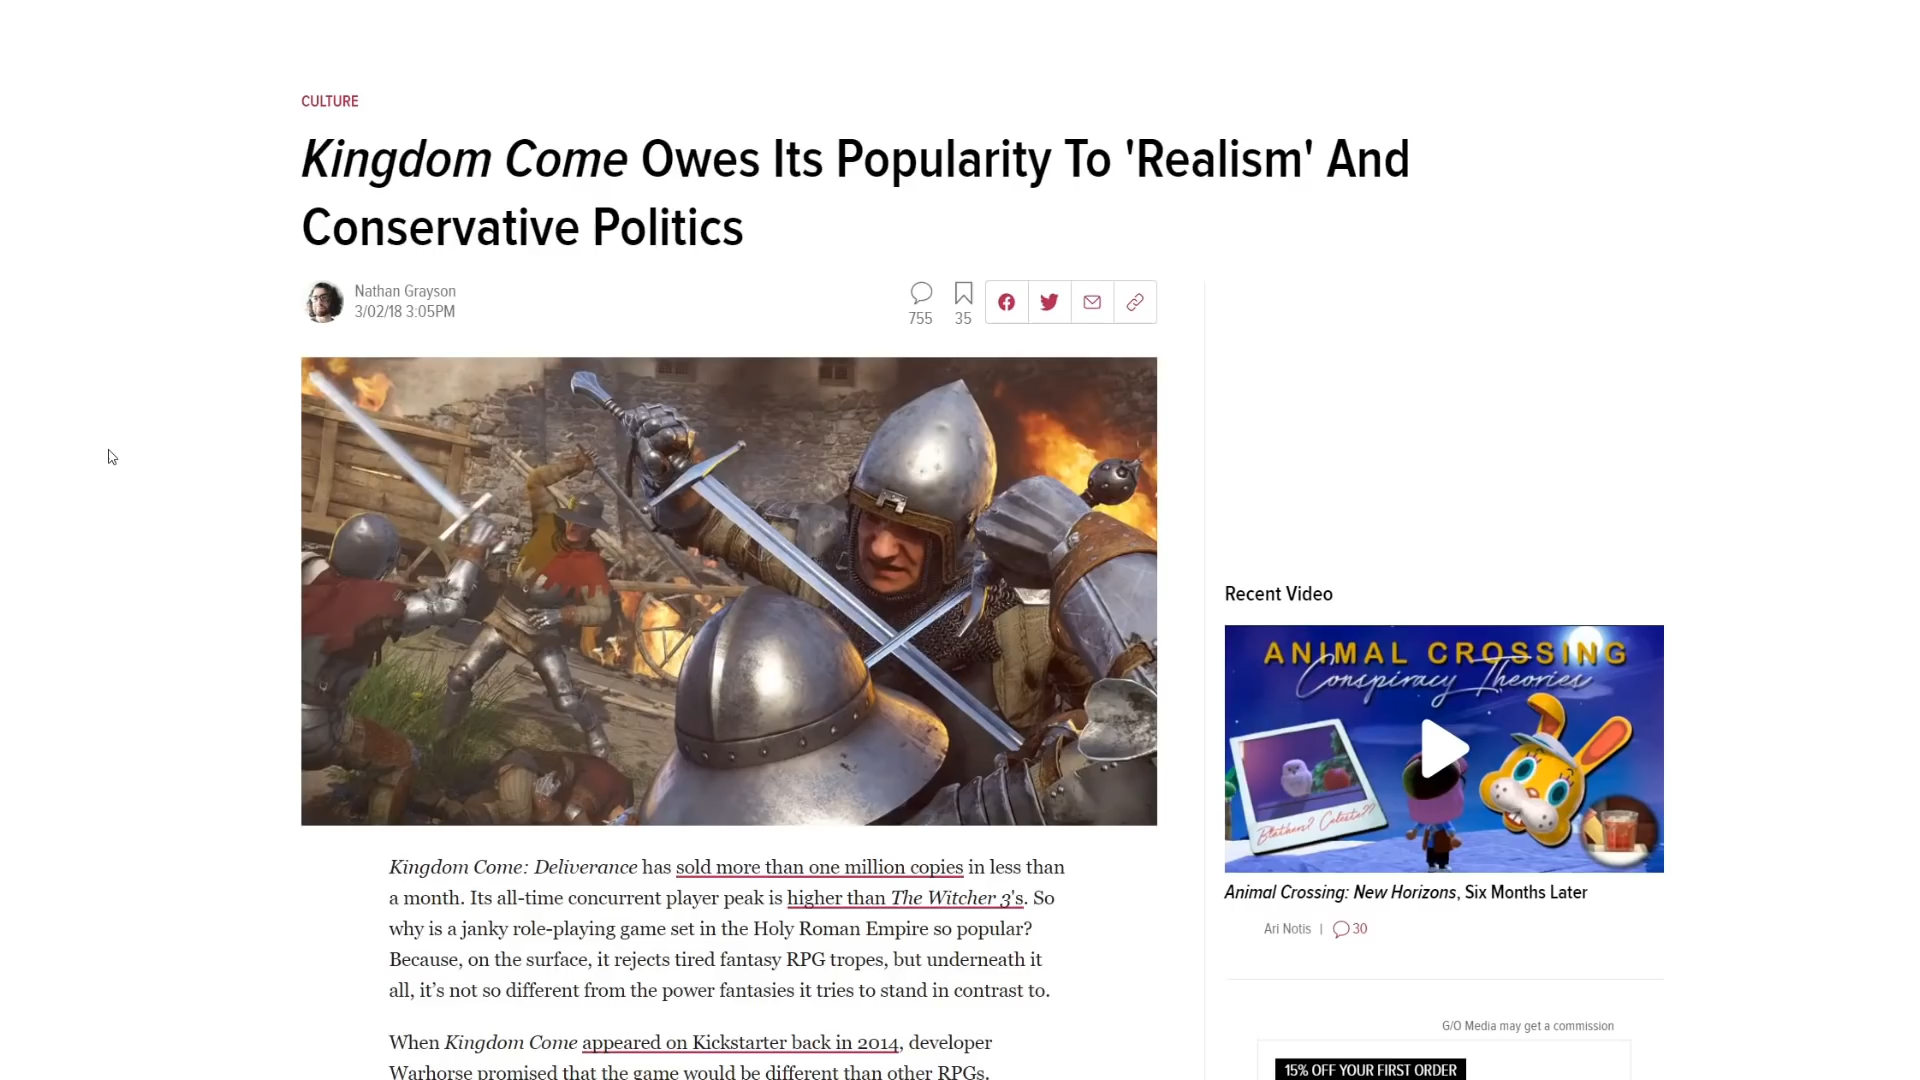 CULTURE
Kingdom Come Owes Its Popularity To 'Realism' And
Conservative Politics
Nathan Grayson
3/02/18 3:05PM
755
35
Kingdom Come: Deliverance has sold more than one million copies in less than
a month. Its all-time concurrent player peak is higher than The Witcher 3's. So
why is a janky role-playing game set in the Holy Roman Empire so popular?
Because, on the surface, it rejects tired fantasy RPG tropes, but underneath it
all, it’s not so different from the power fantasies it tries to stand in contrast to.
When Kingdom Come appeared on Kickstarter back in 2014, developer
Warhorse promised that the game would be different than other RPGs.
Recent Video
ANIMAL CROSSING
Conspiracy Theories
Blathers? Celeste??
Animal Crossing: New Horizons, Six Months Later
Ari Notis | 30
G/O Media may get a commission
15% OFF YOUR FIRST ORDER